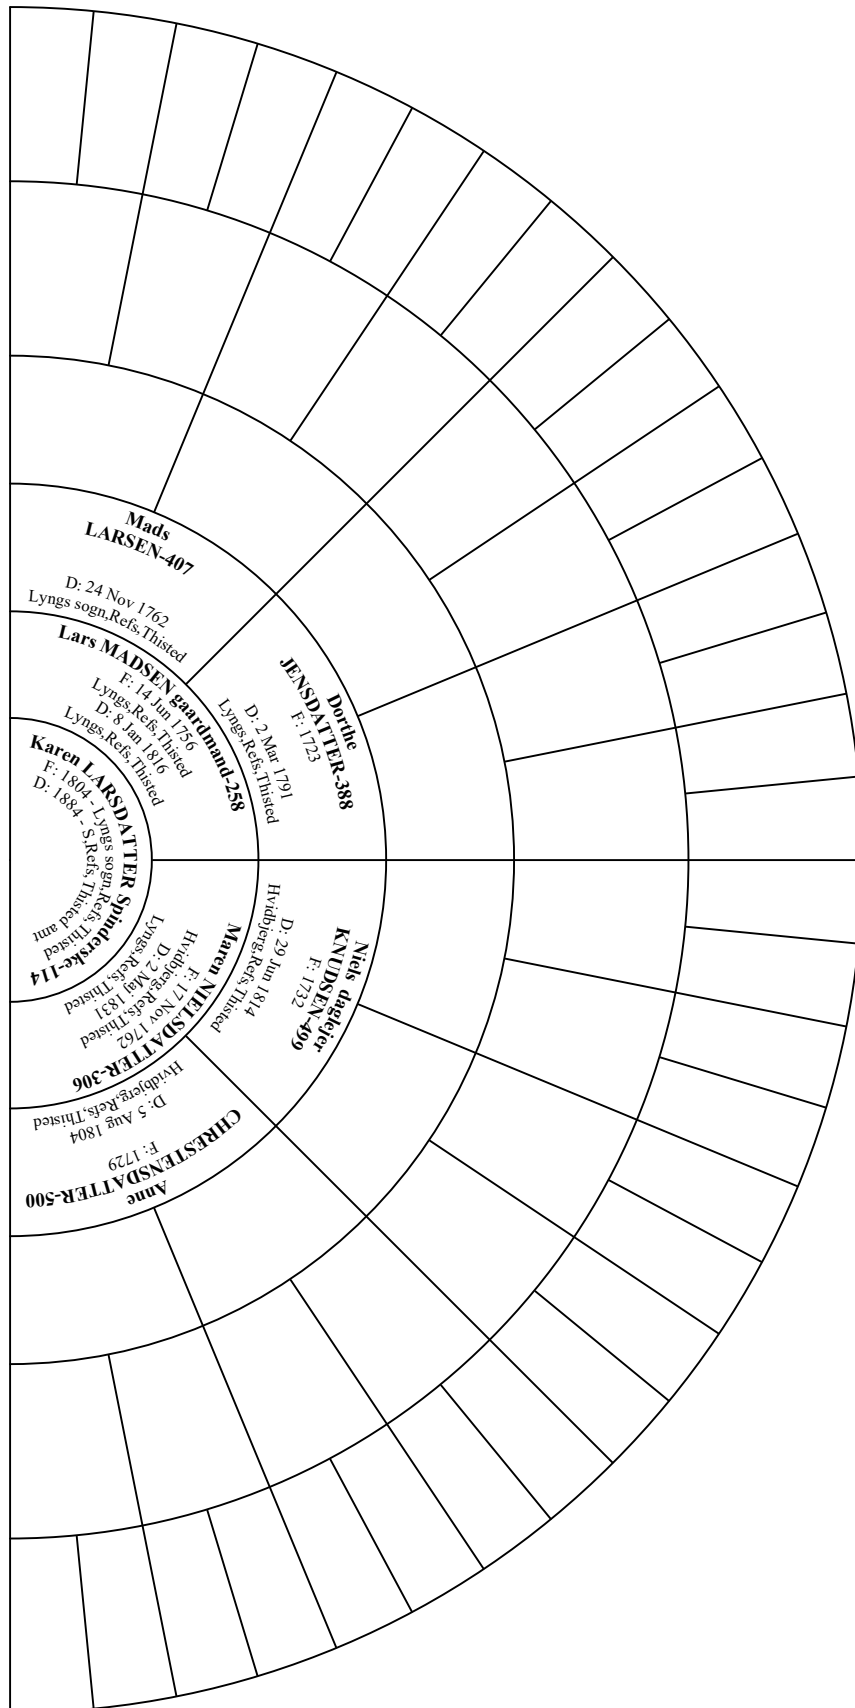 Mads
LARSEN-407
D: 24 Nov 1762
Lyngs sogn,Refs,Thisted
Lars MADSEN gaardmand-258
F: 14 Jun 1756
Lyngs,Refs,Thisted
D: 8 Jan 1816
Lyngs,Refs,Thisted
Dorthe
JENSDATTER-388
F: 1723
D: 2 Mar 1791
Lyngs,Refs,Thisted
Karen LARSDATTER Spinderske-114
F: 1804 - Lyngs sogn,Refs,Thisted
D: 1884 - S,Refs,Thisted amt
Niels daglejer
KNUDSEN-499
F: 1732
D: 29 Jun 1814
Hvidbjerg,Refs,Thisted
Maren NIELSDATTER-306
F: 17 Nov 1762
Hvidbjerg,Refs,Thisted
D: 2 Maj 1831
Lyngs,Refs,Thisted
Anne
CHRESTENSDATTER-500
F: 1729
D: 5 Aug 1804
Hvidbjerg,Refs,Thisted